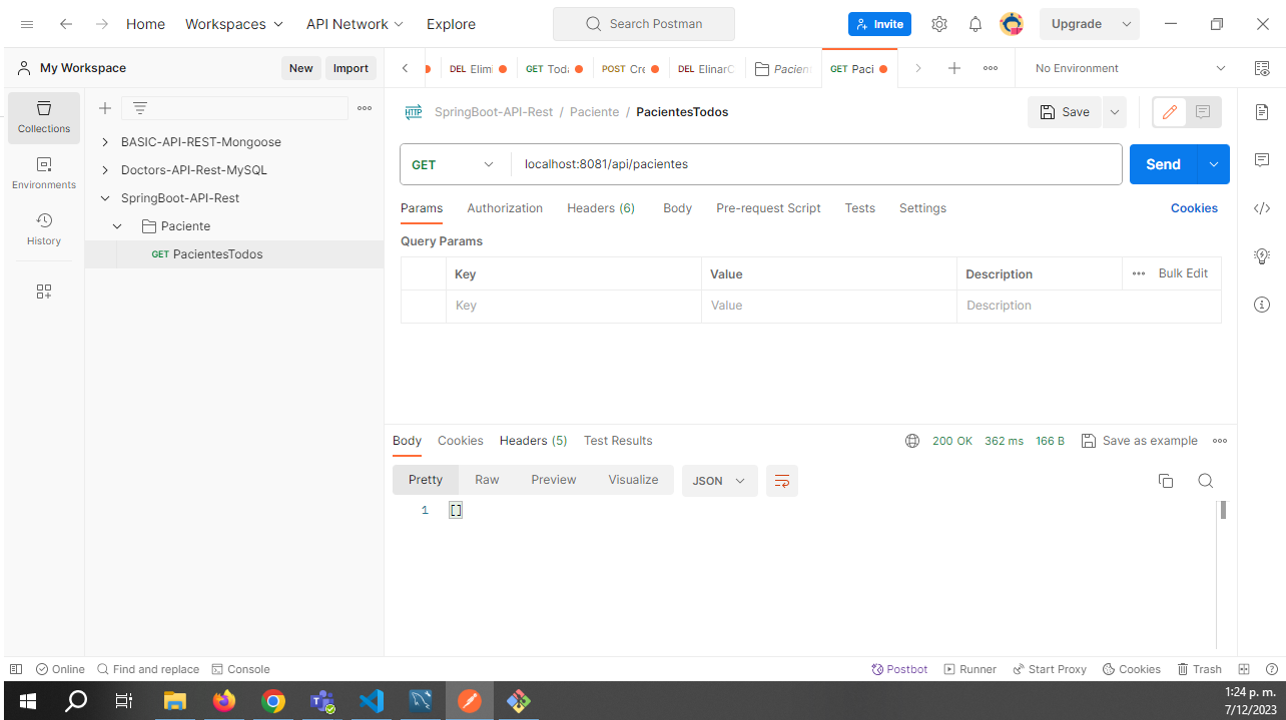 Home Workspaces API Network Explore Search Postman Invite Upgrade
My Workspace New Import DEL Elim GET Toda POST Cre DEL ElinarC Pacient GET Paci No Environment
Collections
Environments
History
BASIC-API-REST-Mongoose
Doctors-API-Rest-MySQL
SpringBoot-API-Rest
Paciente
GET PacientesTodos
HTTP SpringBoot-API-Rest / Paciente / PacientesTodos Save
GET localhost:8081/api/pacientes Send
Params Authorization Headers (6) Body Pre-request Script Tests Settings Cookies
Query Params
Key Value Description Bulk Edit
Key Value Description
Body Cookies Headers (5) Test Results 200 OK 362 ms 166 B Save as example
Pretty Raw Preview Visualize JSON
1 []
Online Find and replace Console Postbot Runner Start Proxy Cookies Trash
1:24 p. m.
7/12/2023